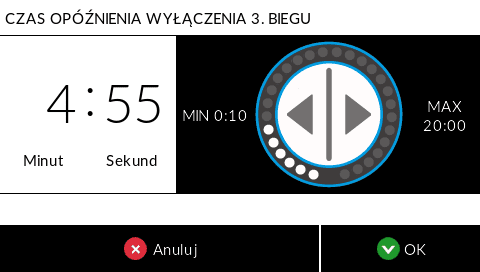 CZAS OPÓŹNIENIA WYŁĄCZENIA 3. BIEGU
4 : 55
Minut Sekund
MIN 0:10
MAX
20:00
Anuluj
OK